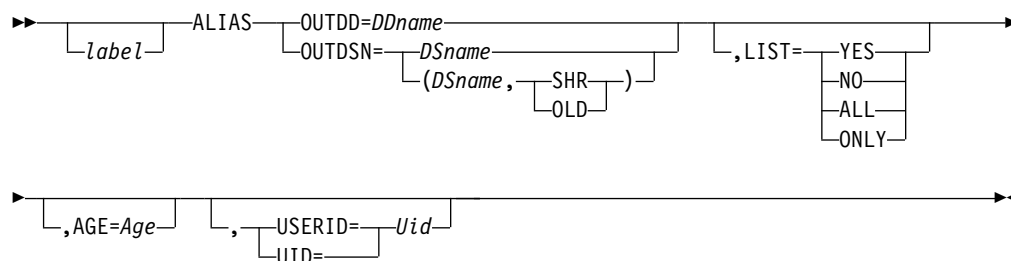 ALIAS OUTDD=DDname
label OUTDSN= DSname ,LIST= YES
(DSname, SHR ) NO
OLD ALL
ONLY
,AGE=Age , USERID= Uid
UID=